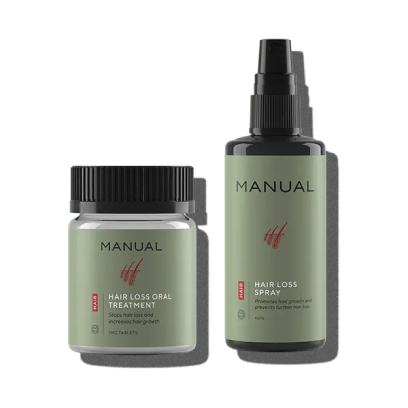 MANUAL
HAIR
HAIR LOSS ORAL
TREATMENT
Stops hair loss and
increases hair growth
TABLETS
MANUAL
HAIR
HAIR LOSS
SPRAY
Promotes hair growth and
prevents further hair loss